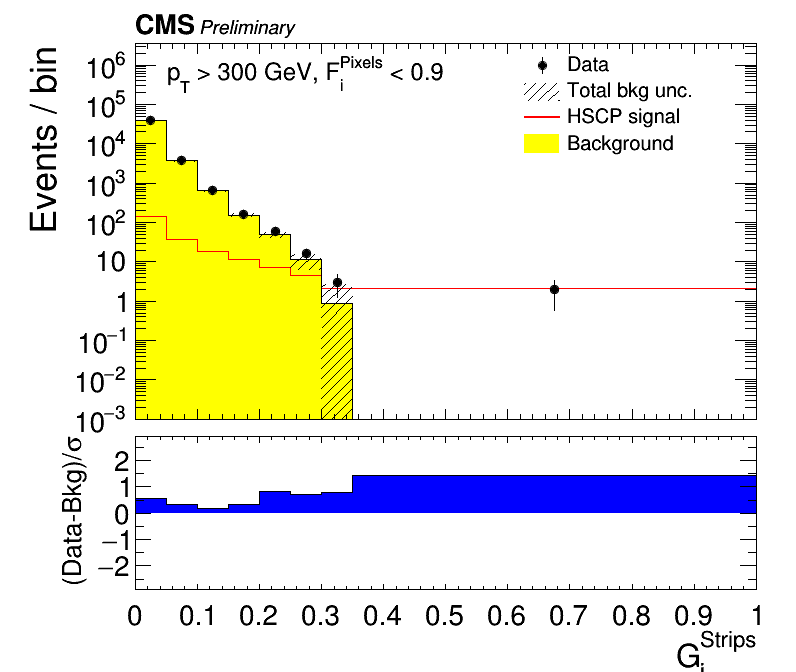 CMS Preliminary
Events / bin
p_T > 300 GeV, F_i^Pixels < 0.9
Data
Total bkg unc.
HSCP signal
Background
10^6
10^5
10^4
10^3
10^2
10
1
10^−1
10^−2
10^−3
(Data-Bkg)/σ
2
1
0
−1
−2
0 0.1 0.2 0.3 0.4 0.5 0.6 0.7 0.8 0.9 1
G_i^Strips